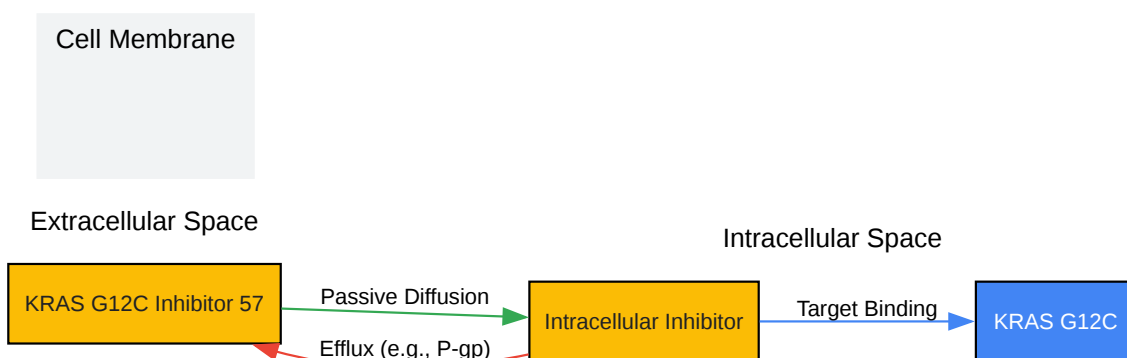 Cell Membrane
Extracellular Space
Intracellular Space
KRAS G12C Inhibitor 57
Passive Diffusion
Intracellular Inhibitor
Target Binding
KRAS G12C
Efflux (e.g., P-gp)